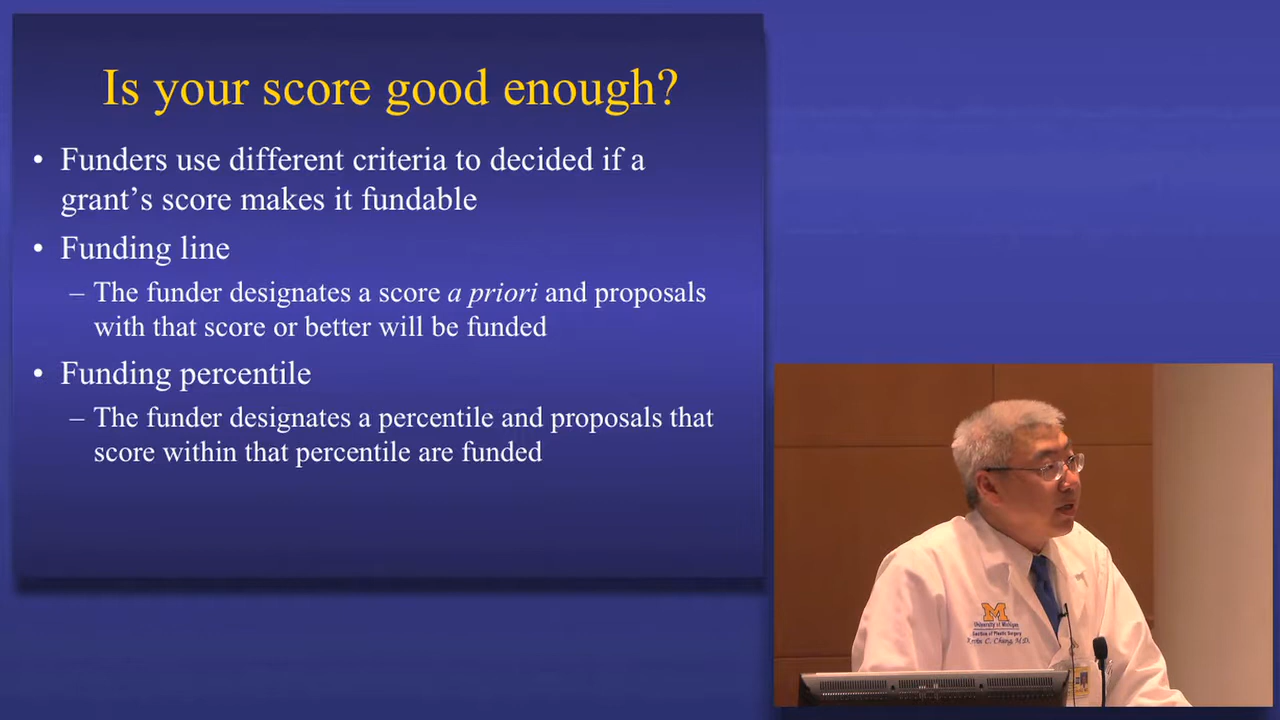 Is your score good enough?
• Funders use different criteria to decided if a
grant's score makes it fundable
• Funding line
– The funder designates a score a priori and proposals
with that score or better will be funded
• Funding percentile
– The funder designates a percentile and proposals that
score within that percentile are funded
M
University of Michigan
Section of Plastic Surgery
C. Chung, M.D.